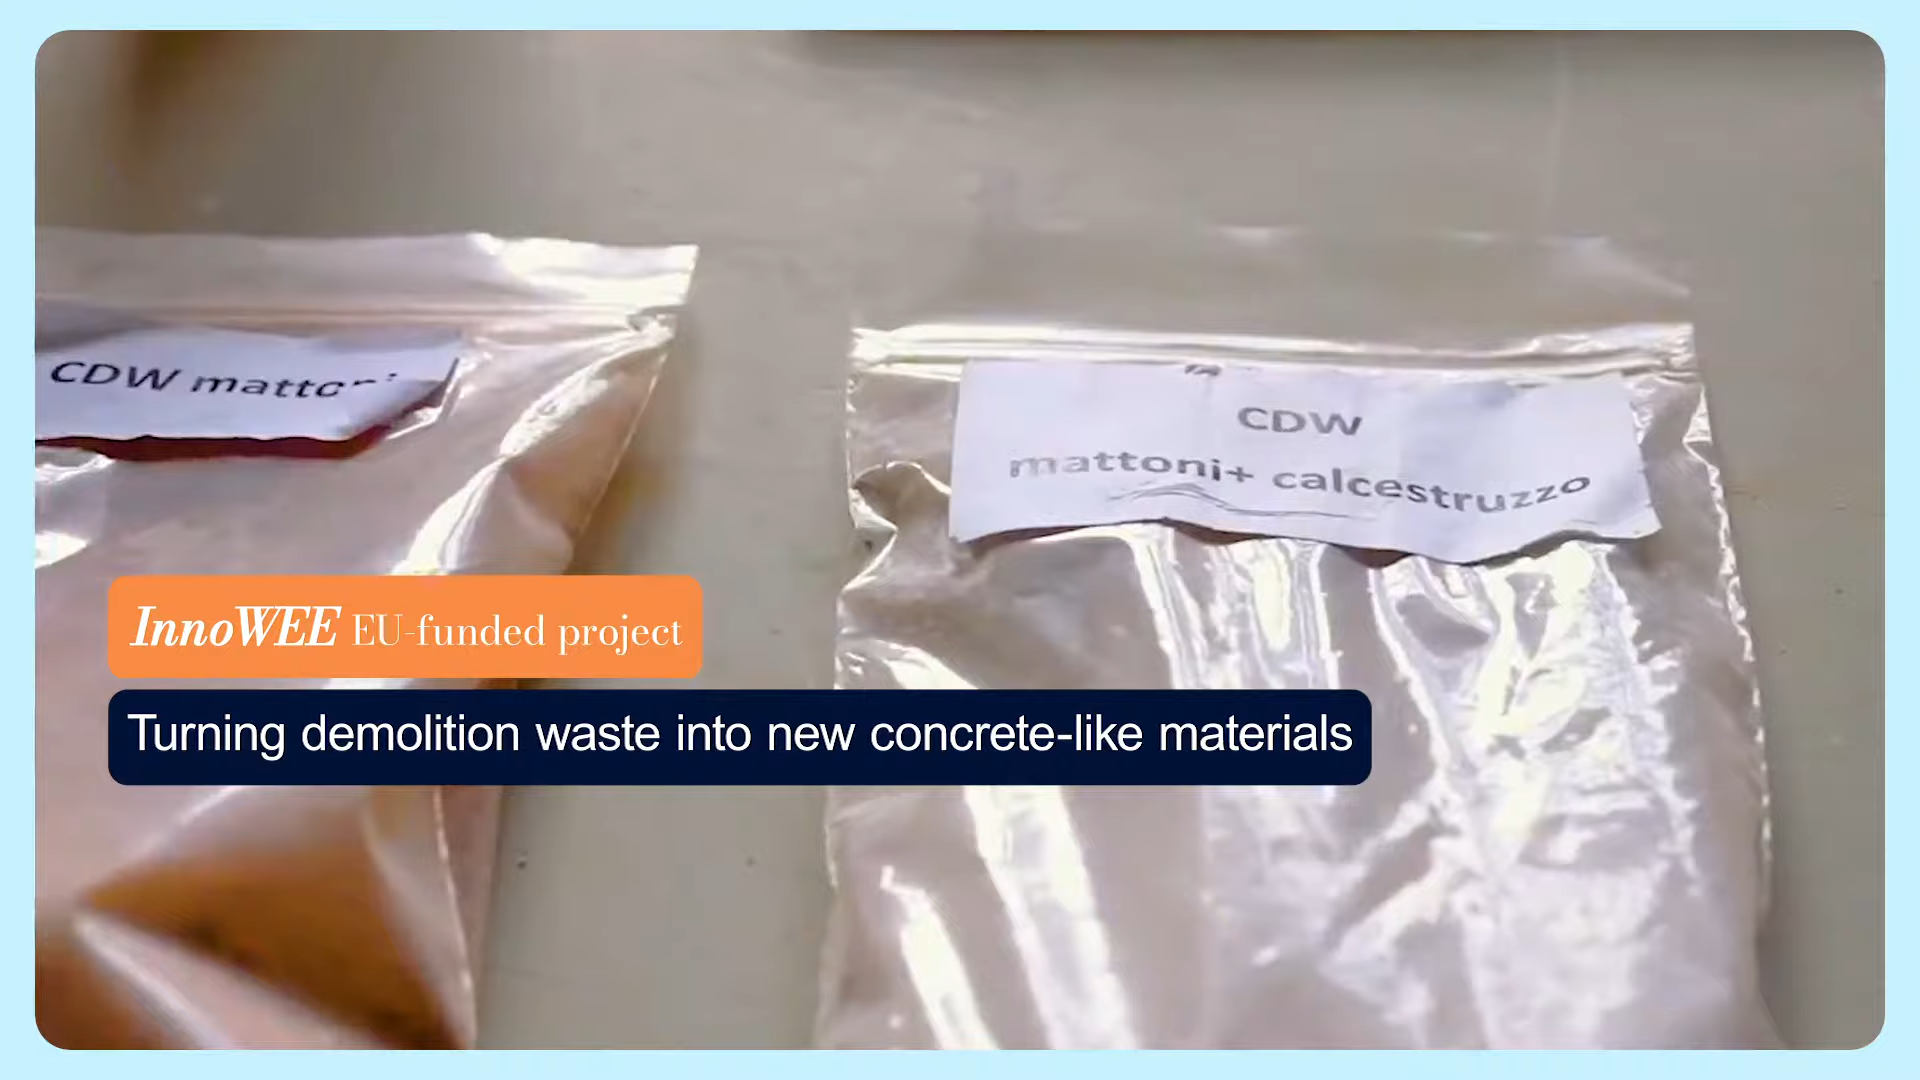 CDW
CDW
mattoni+ calcestruzzo
InnoWEE EU-funded project
Turning demolition waste into new concrete-like materials